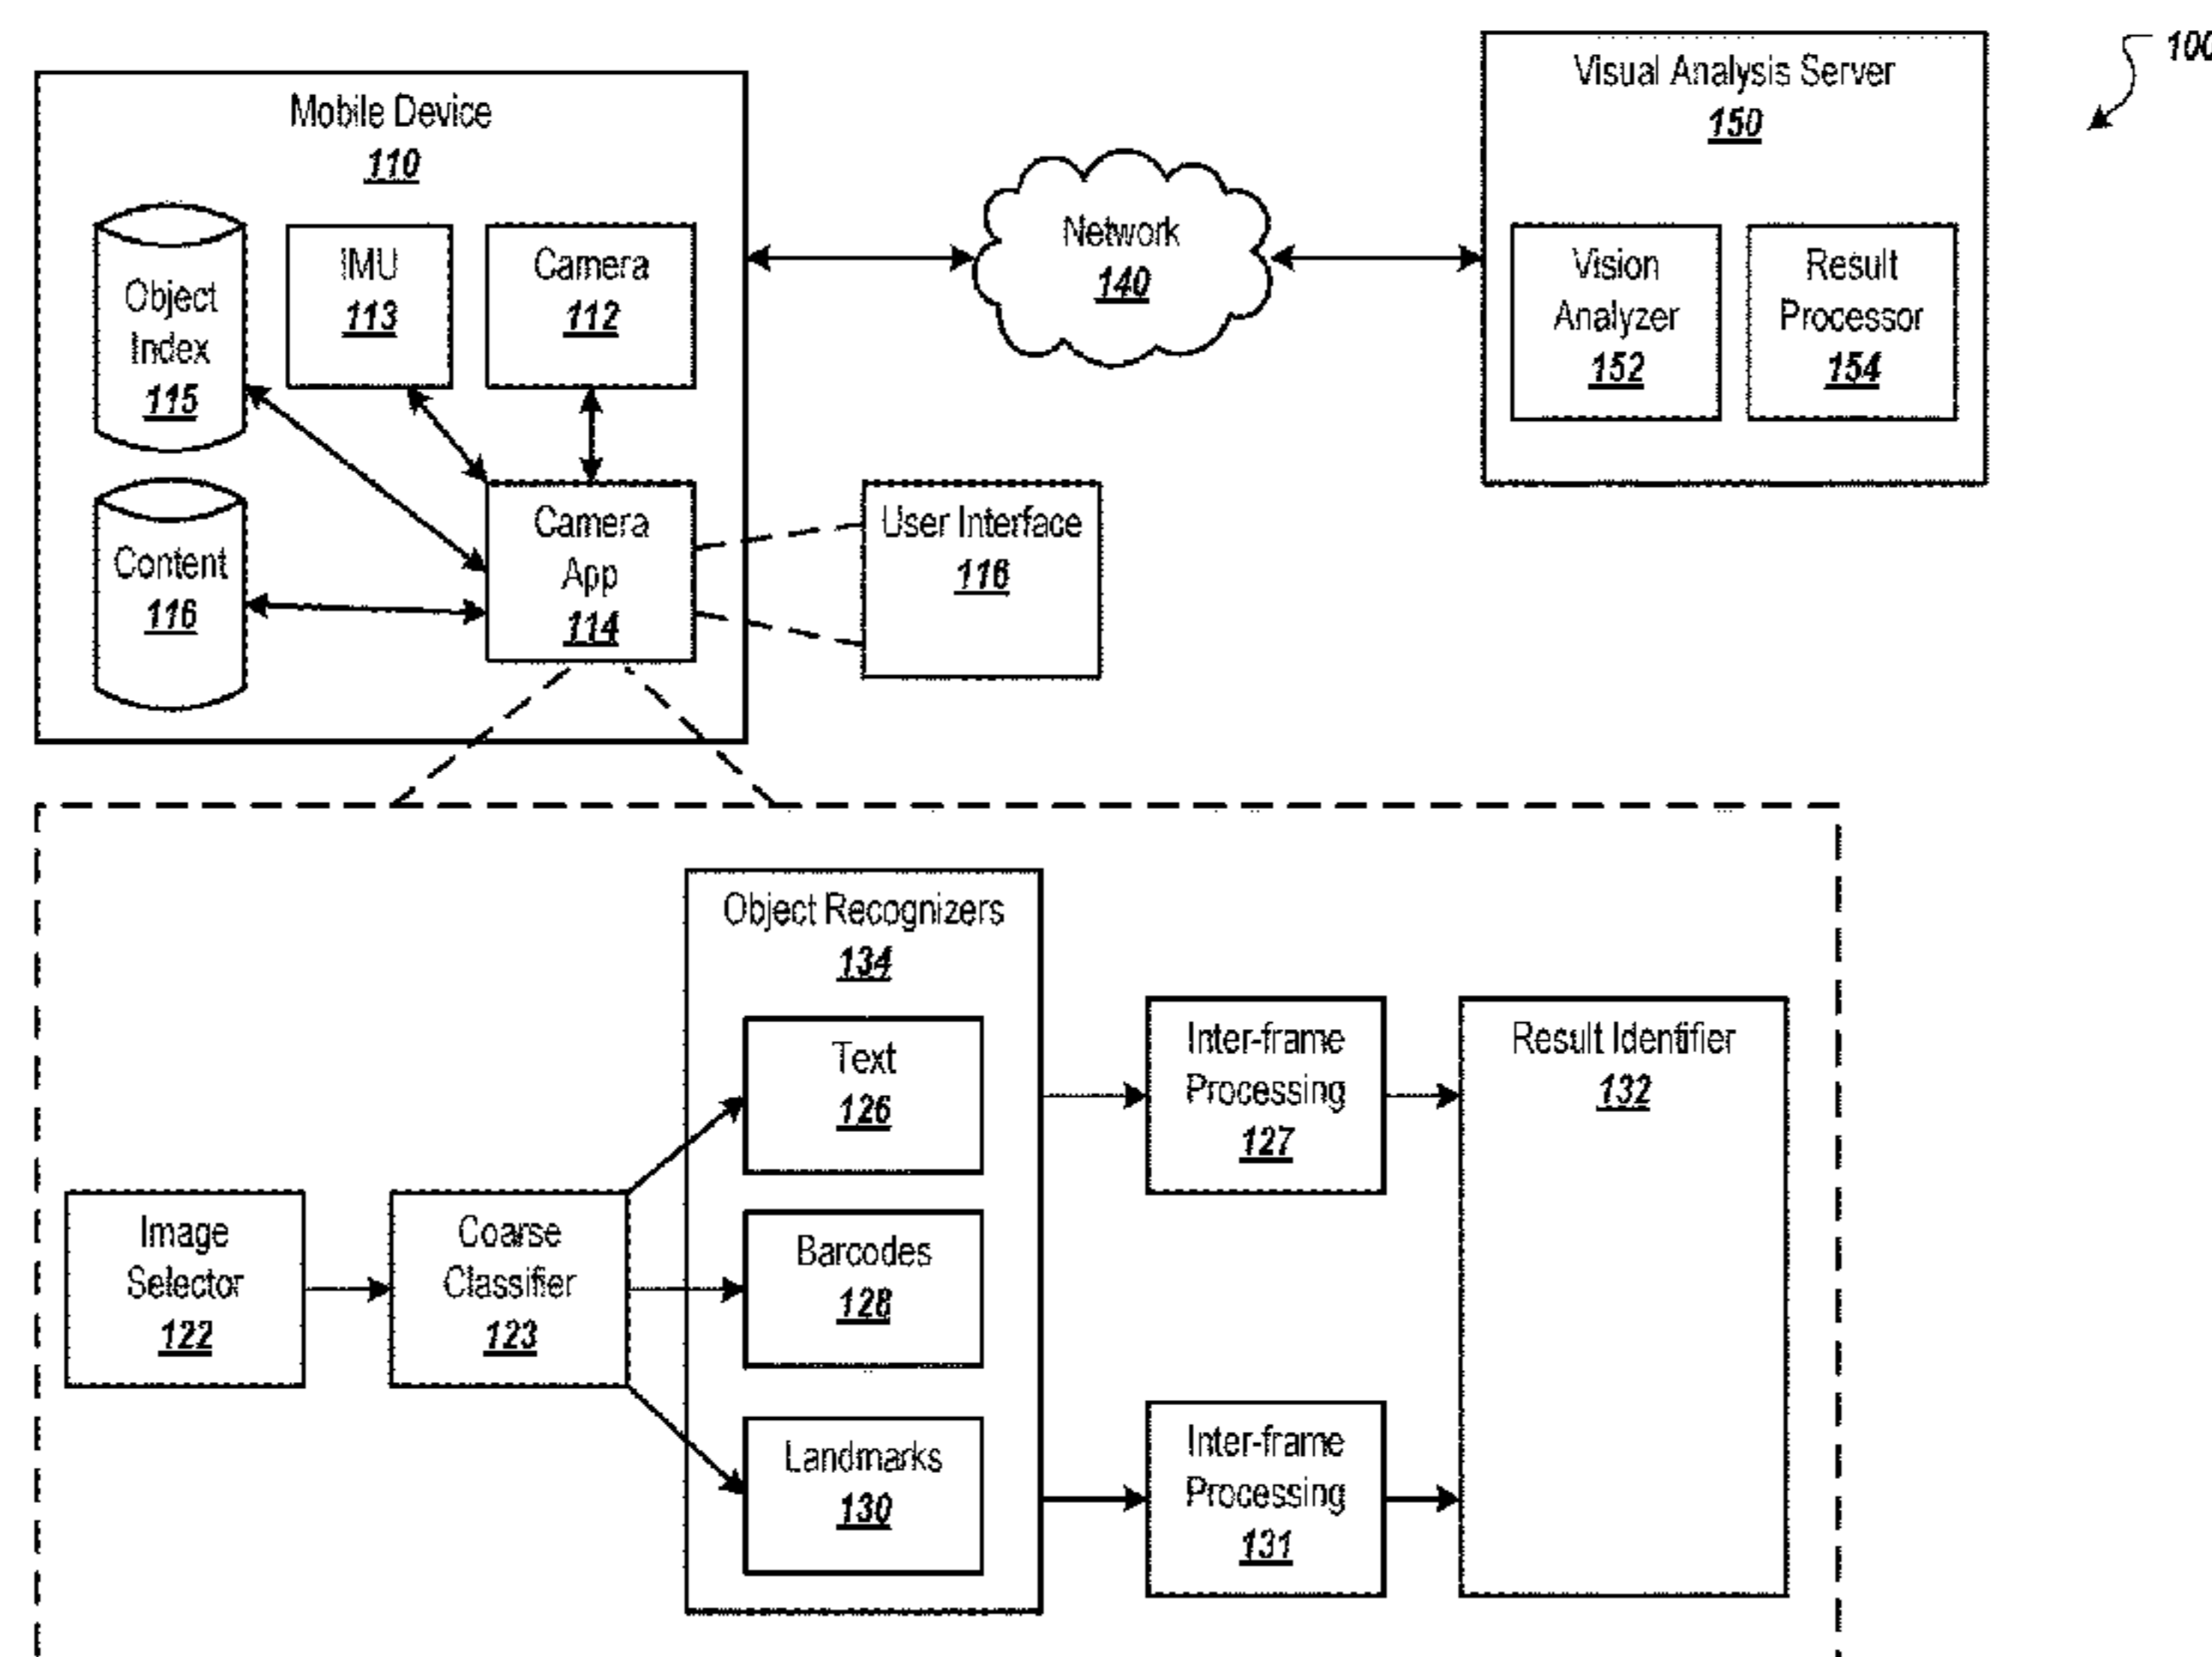 100
Mobile Device
110
Object
Index
115
IMU
113
Camera
112
Content
116
Camera
App
114
User Interface
116
Network
140
Visual Analysis Server
150
Vision
Analyzer
152
Result
Processor
154
Object Recognizers
134
Text
126
Barcodes
128
Landmarks
130
Image
Selector
122
Coarse
Classifier
123
Inter-frame
Processing
127
Inter-frame
Processing
131
Result Identifier
132